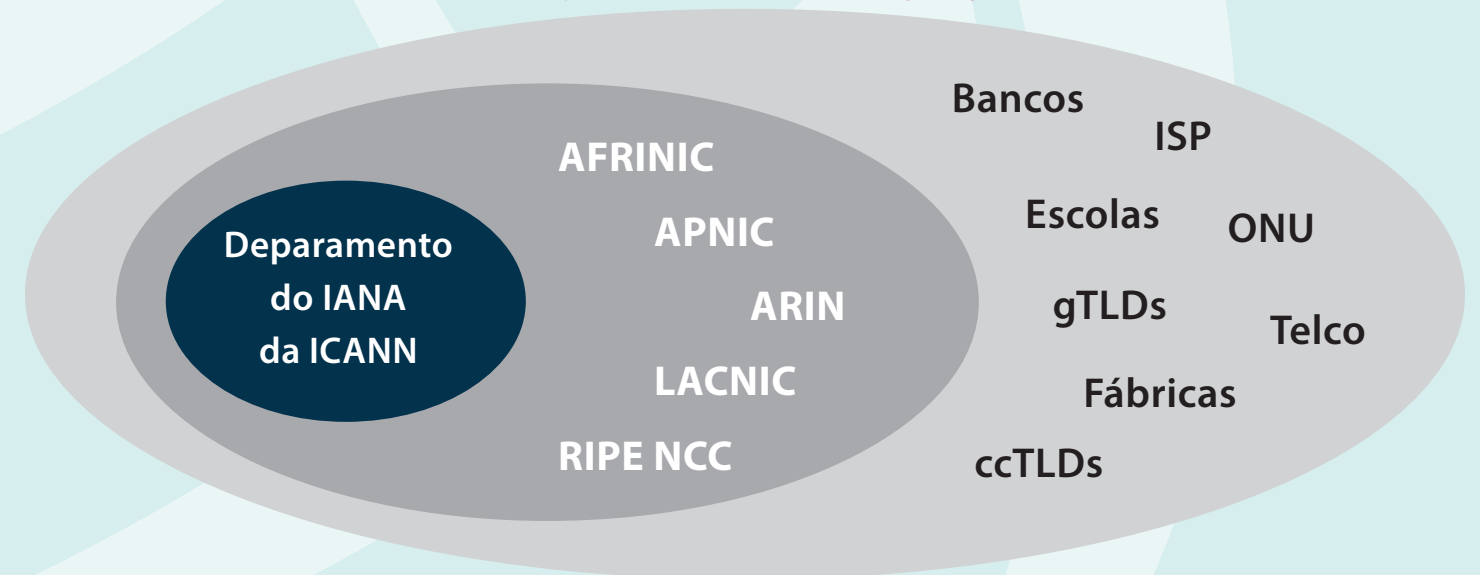 Deparamento
do IANA
da ICANN
AFRINIC
APNIC
ARIN
LACNIC
RIPE NCC
Bancos
ISP
Escolas
ONU
gTLDs
Telco
Fábricas
ccTLDs